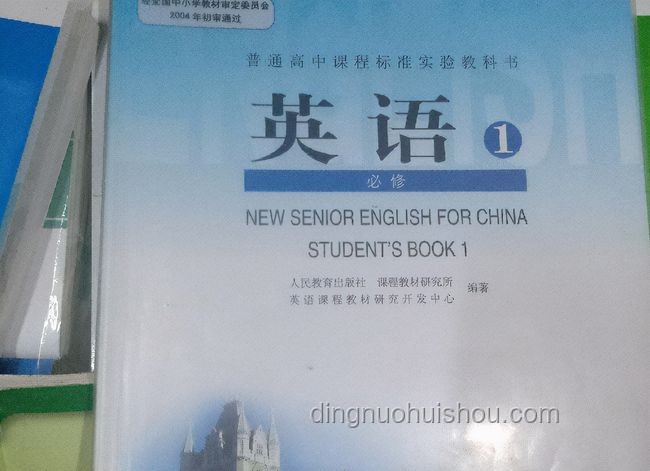 经全国中小学教材审定委员会
2004年初审通过
普通高中课程标准实验教科书
英语 1
必修
NEW SENIOR ENGLISH FOR CHINA
STUDENT'S BOOK 1
人民教育出版社 课程教材研究所
英语课程教材研究开发中心
编著
dingnuohuishou.com